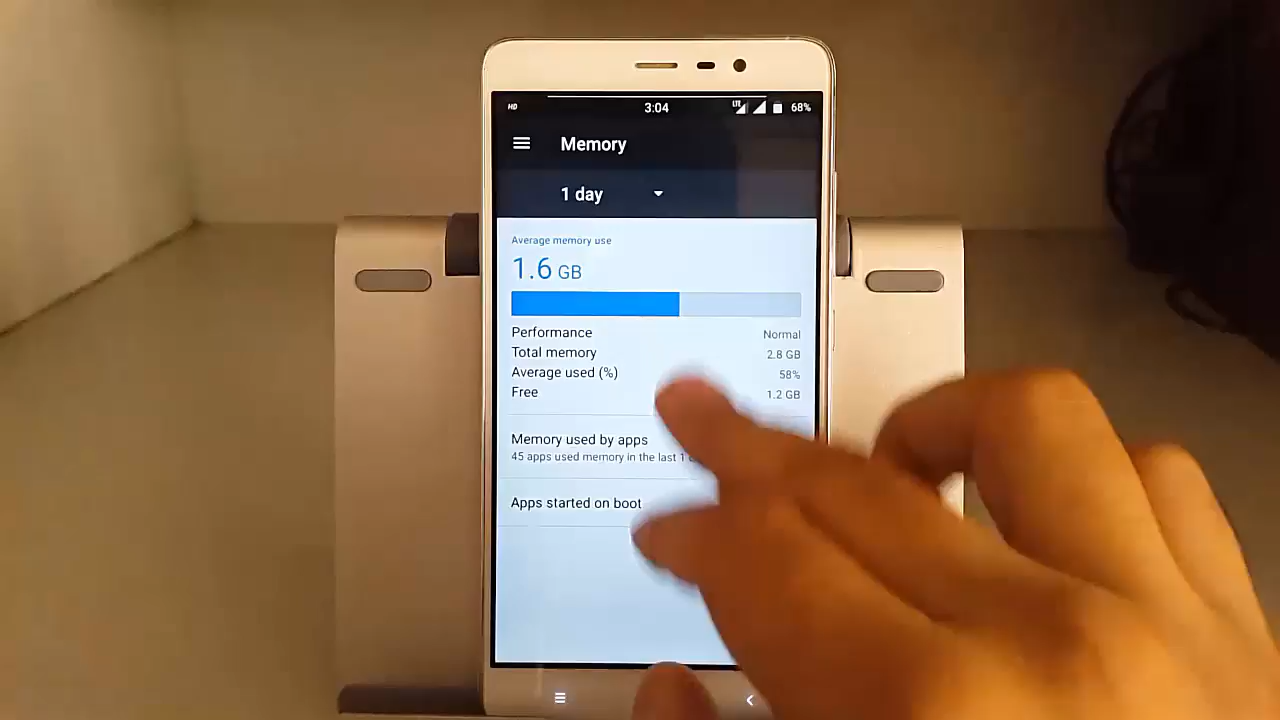 HD 3:04 LTE 68%
Memory
1 day
Average memory use
1.6 GB
Performance Normal
Total memory 2.8 GB
Average used (%) 58%
Free 1.2 GB
Memory used by apps
45 apps used memory in the last 1
Apps started on boot